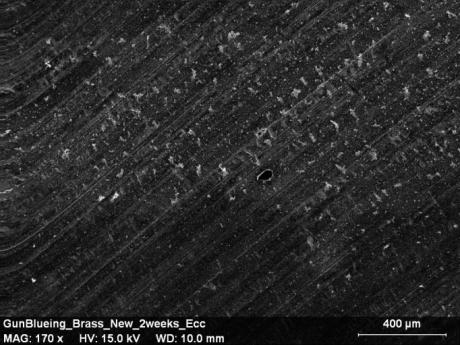 GunBlueing_Brass_New_2weeks_Ecc
400 µm
MAG: 170 x HV: 15.0 kV WD: 10.0 mm